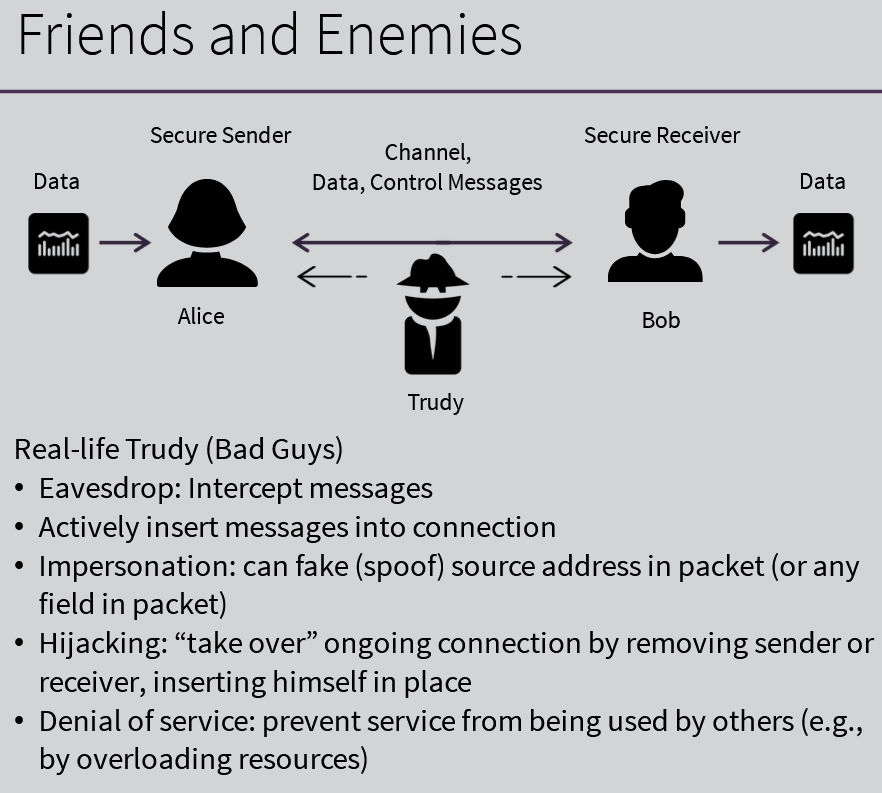 Friends and Enemies
Secure Sender
Secure Receiver
Channel,
Data, Control Messages
Data
Data
Alice
Bob
Trudy
Real-life Trudy (Bad Guys)
• Eavesdrop: Intercept messages
• Actively insert messages into connection
• Impersonation: can fake (spoof) source address in packet (or any
field in packet)
• Hijacking: “take over” ongoing connection by removing sender or
receiver, inserting himself in place
• Denial of service: prevent service from being used by others (e.g.,
by overloading resources)